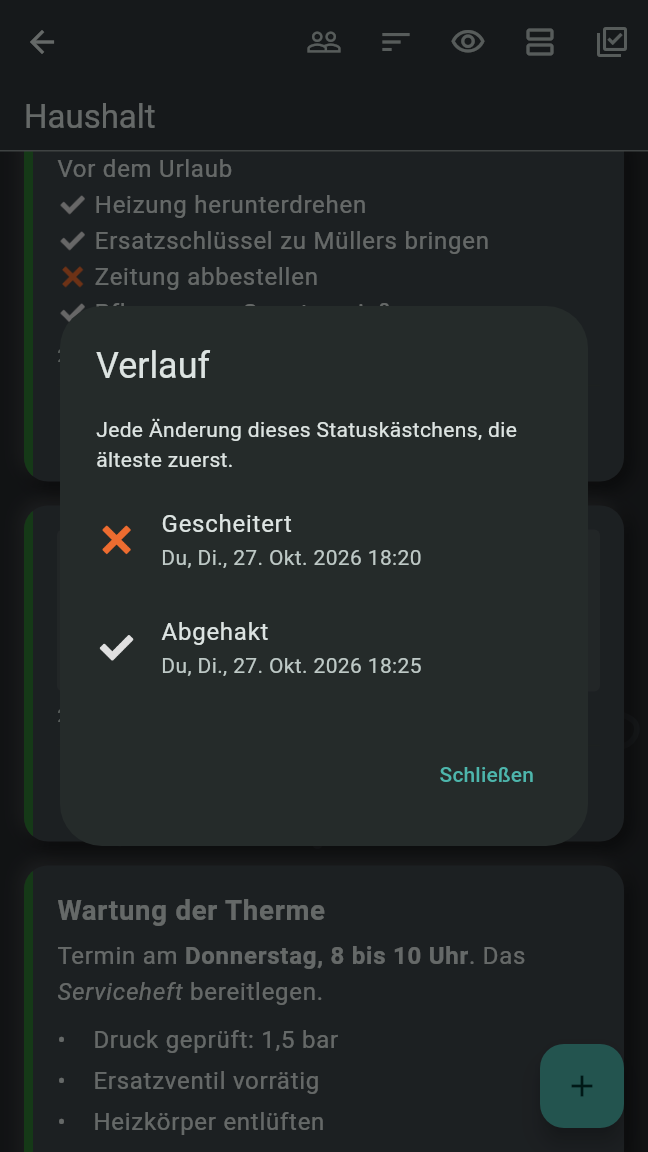 Haushalt
Vor dem Urlaub
Heizung herunterdrehen
Ersatzschlüssel zu Müllers bringen
Zeitung abbestellen
Verlauf
Jede Änderung dieses Statuskästchens, die
älteste zuerst.
Gescheitert
Du, Di., 27. Okt. 2026 18:20
Abgehakt
Du, Di., 27. Okt. 2026 18:25
Schließen
Wartung der Therme
Termin am Donnerstag, 8 bis 10 Uhr. Das
Serviceheft bereitlegen.
• Druck geprüft: 1,5 bar
• Ersatzventil vorrätig
• Heizkörper entlüften